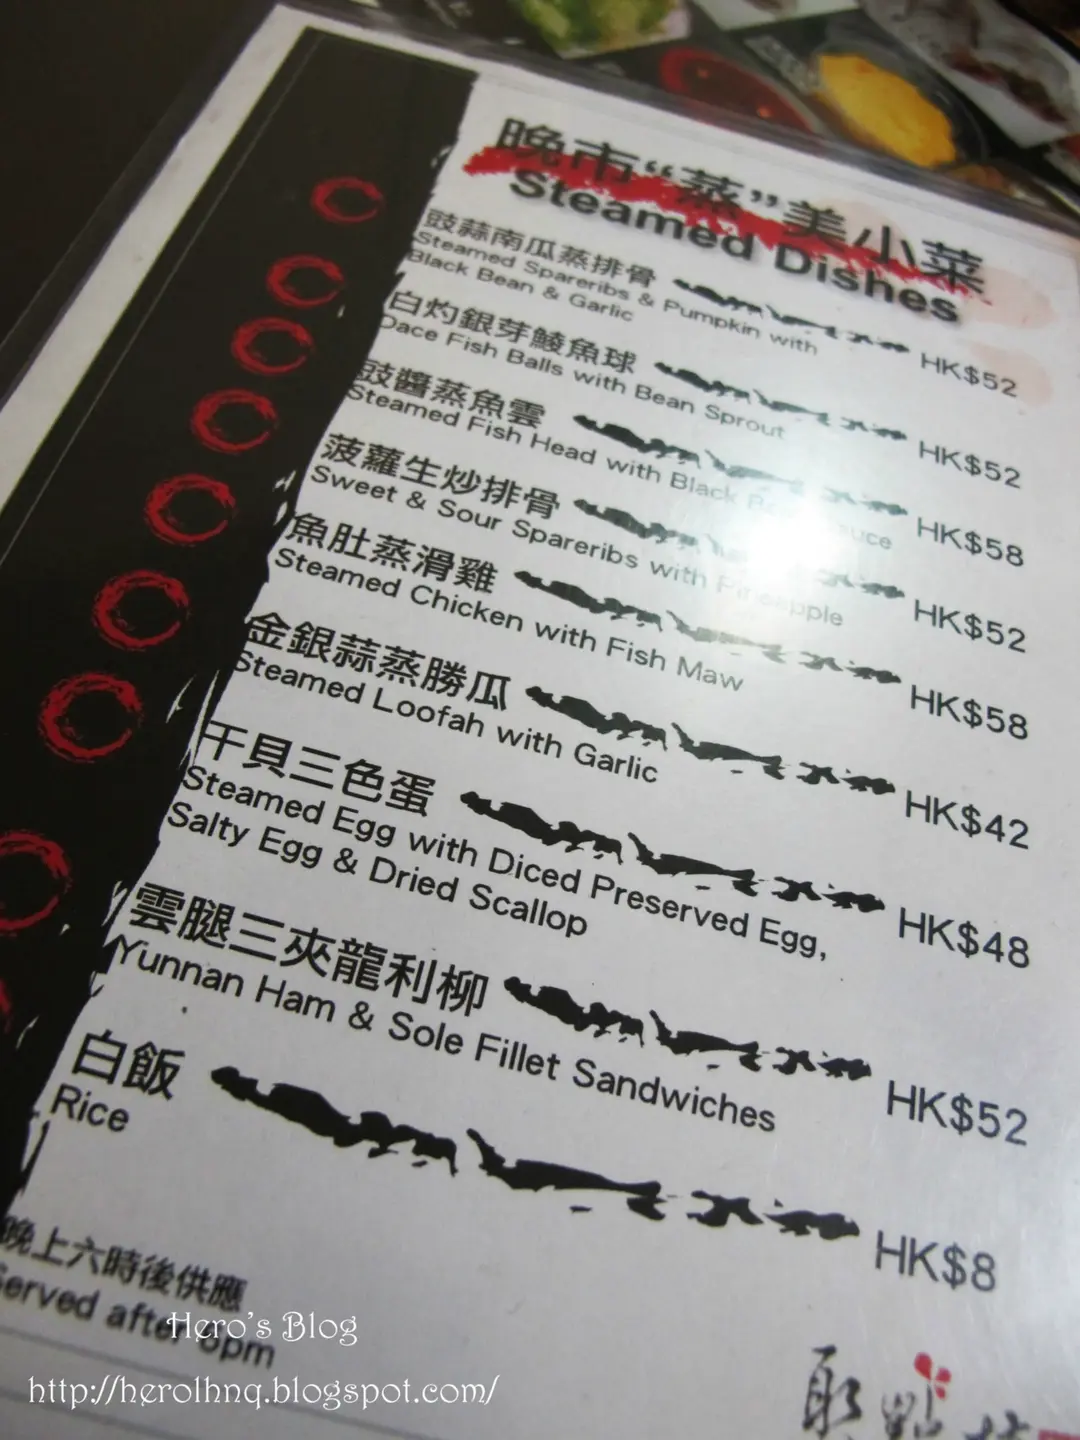 晚市“蒸”美小菜
Steamed Dishes
豉蒜南瓜蒸排骨 HK$52
Steamed Spareribs & Pumpkin with
Black Bean & Garlic
白灼銀芽鯪魚球 HK$52
Dace Fish Balls with Bean Sprout
豉醬蒸魚雲 HK$58
Steamed Fish Head with Black Bean Sauce
菠蘿生炒排骨 HK$52
Sweet & Sour Spareribs with Pineapple
魚肚蒸滑雞 HK$58
Steamed Chicken with Fish Maw
金銀蒜蒸勝瓜 HK$42
Steamed Loofah with Garlic
干貝三色蛋 HK$48
Steamed Egg with Diced Preserved Egg,
Salty Egg & Dried Scallop
雲腿三夾龍利柳 HK$52
Yunnan Ham & Sole Fillet Sandwiches
白飯 HK$8
Rice
晚上六時後供應
Served after 6pm
Hero's Blog
http://herolhnq.blogspot.com/